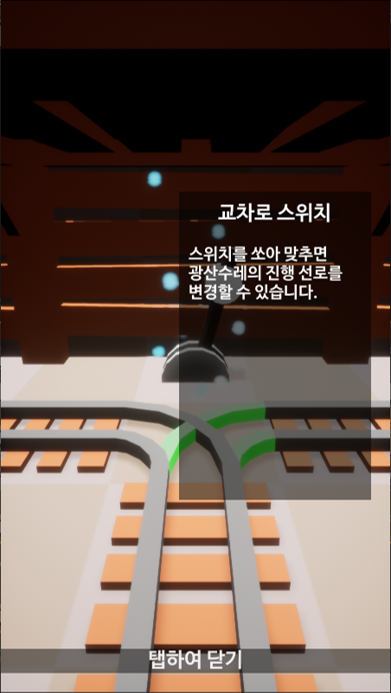 교차로 스위치
스위치를 쏘아 맞추면
광산수레의 진행 선로를
변경할 수 있습니다.
탭하여 닫기